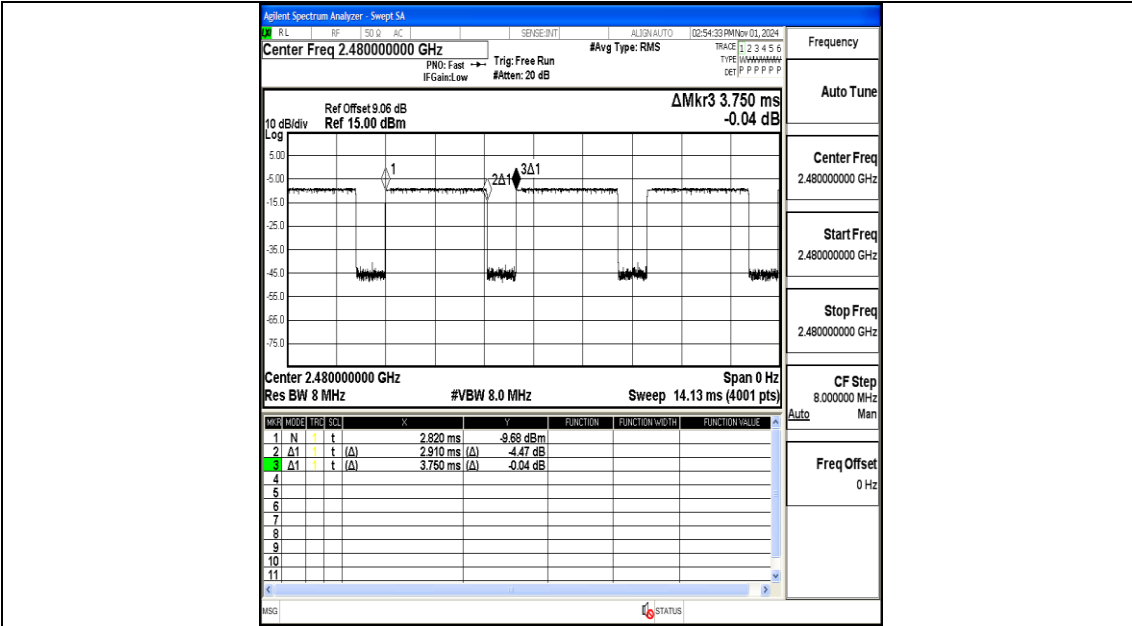 Agilent Spectrum Analyzer - Swept SA
RL RF 50 Ω AC SENSE:INT ALIGN AUTO 02:54:33 PM Nov 01, 2024
Center Freq 2.480000000 GHz
PNO: Fast
IFGain:Low
Trig: Free Run
#Atten: 20 dB
#Avg Type: RMS
TRACE 1 2 3 4 5 6
TYPE
DET P P P P P P
ΔMkr3 3.750 ms
-0.04 dB
Ref Offset 9.06 dB
10 dB/div Ref 15.00 dBm
Log
5.00
-5.00
-15.0
-25.0
-35.0
-45.0
-55.0
-65.0
-75.0
1
2Δ1
3Δ1
Center 2.480000000 GHz Span 0 Hz
Res BW 8 MHz #VBW 8.0 MHz Sweep 14.13 ms (4001 pts)
MKR MODE TRC SCL X Y FUNCTION FUNCTION WIDTH FUNCTION VALUE
1 N 1 t 2.820 ms -9.68 dBm
2 Δ1 1 t (Δ) 2.910 ms (Δ) -4.47 dB
3 Δ1 1 t (Δ) 3.750 ms (Δ) -0.04 dB
4
5
6
7
8
9
10
11
MSG STATUS
Frequency
Auto Tune
Center Freq
2.480000000 GHz
Start Freq
2.480000000 GHz
Stop Freq
2.480000000 GHz
CF Step
8.000000 MHz
Auto Man
Freq Offset
0 Hz